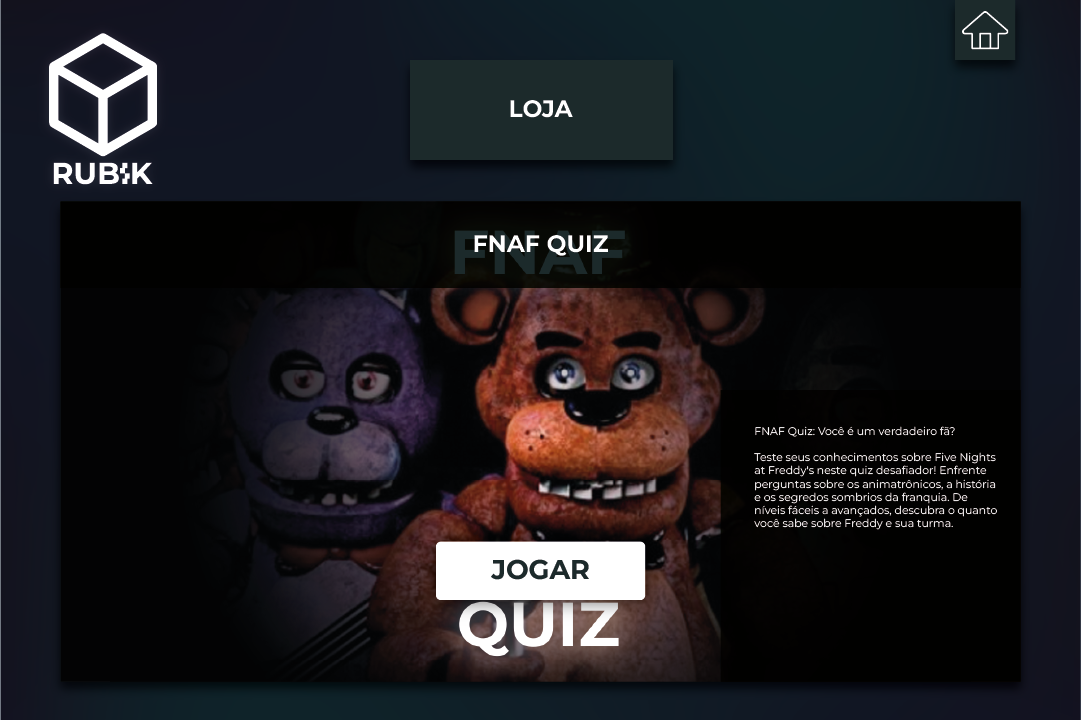 RUBIK
LOJA
FNAF
FNAF QUIZ
FNAF Quiz: Você é um verdadeiro fã?
Teste seus conhecimentos sobre Five Nights
at Freddy's neste quiz desafiador! Enfrente
perguntas sobre os animatrônicos, a história
e os segredos sombrios da franquia. De
níveis fáceis a avançados, descubra o quanto
você sabe sobre Freddy e sua turma.
JOGAR
QUIZ